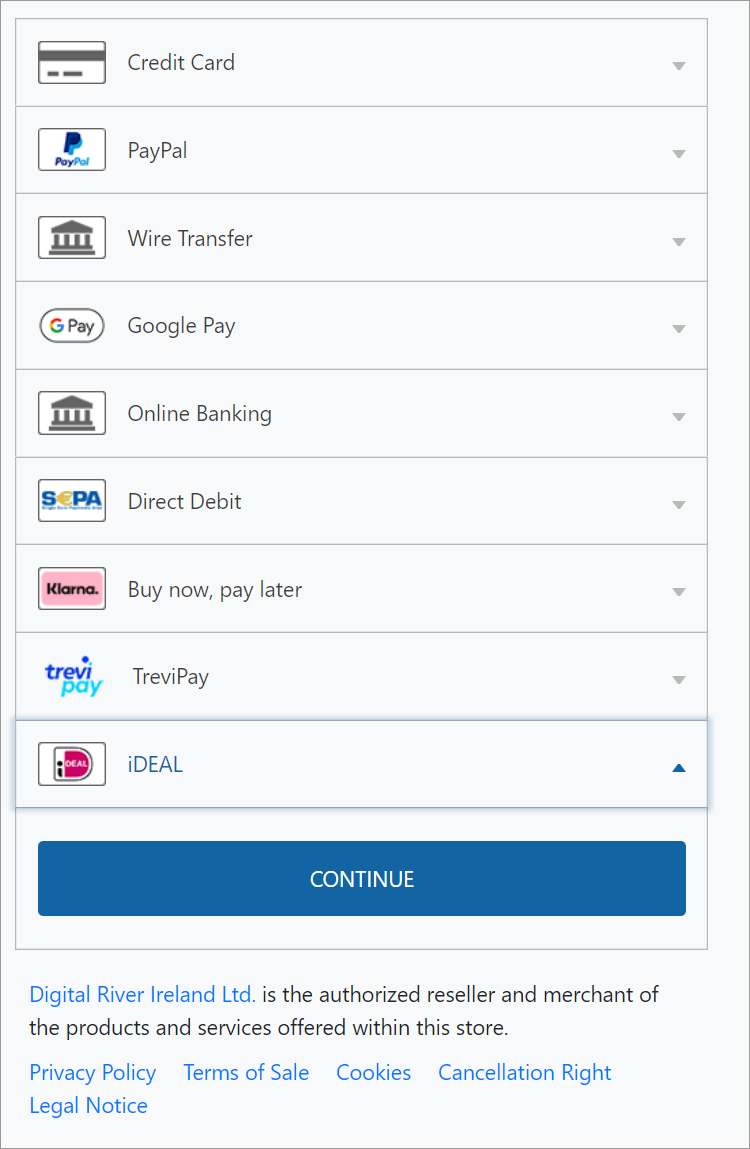 Credit Card
PayPal
PayPal
Wire Transfer
G Pay
Google Pay
Online Banking
S€PA
Direct Debit
Klarna.
Buy now, pay later
trevi
pay
TreviPay
iDEAL
iDEAL
CONTINUE
Digital River Ireland Ltd. is the authorized reseller and merchant of
the products and services offered within this store.
Privacy Policy Terms of Sale Cookies Cancellation Right
Legal Notice